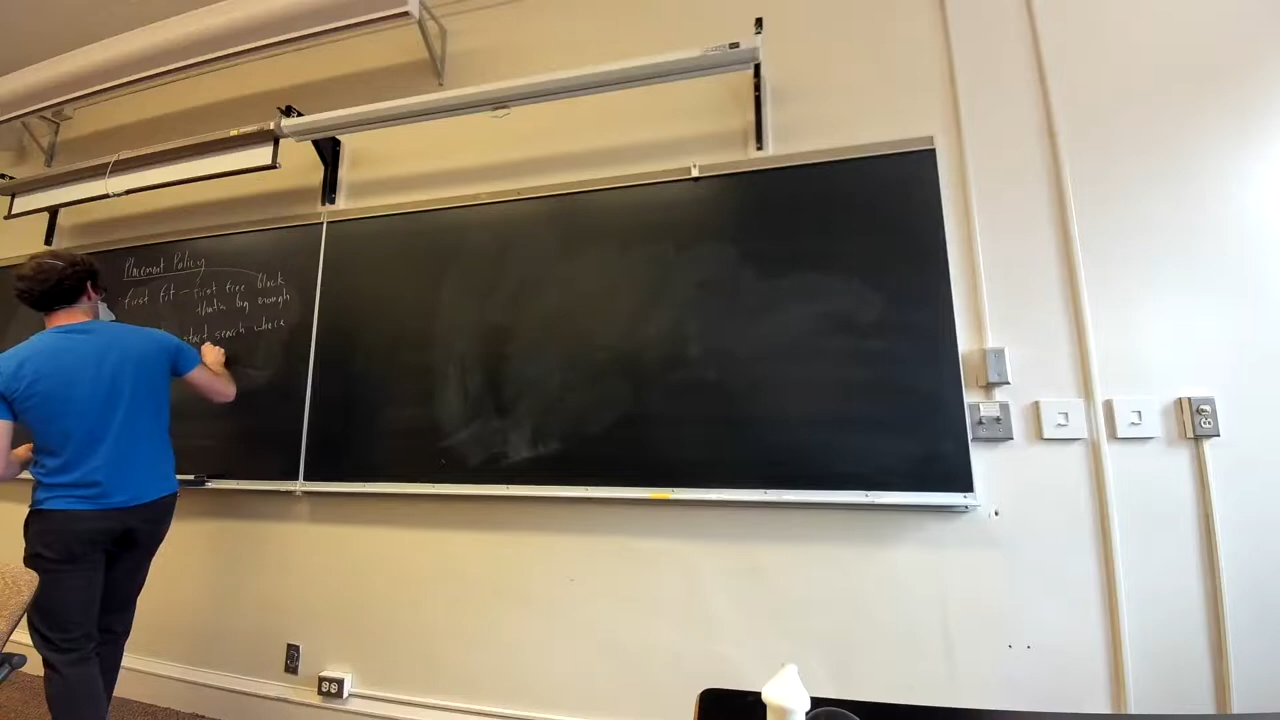 Placement Policy
· first fit — first free block
that's big enough
start search where